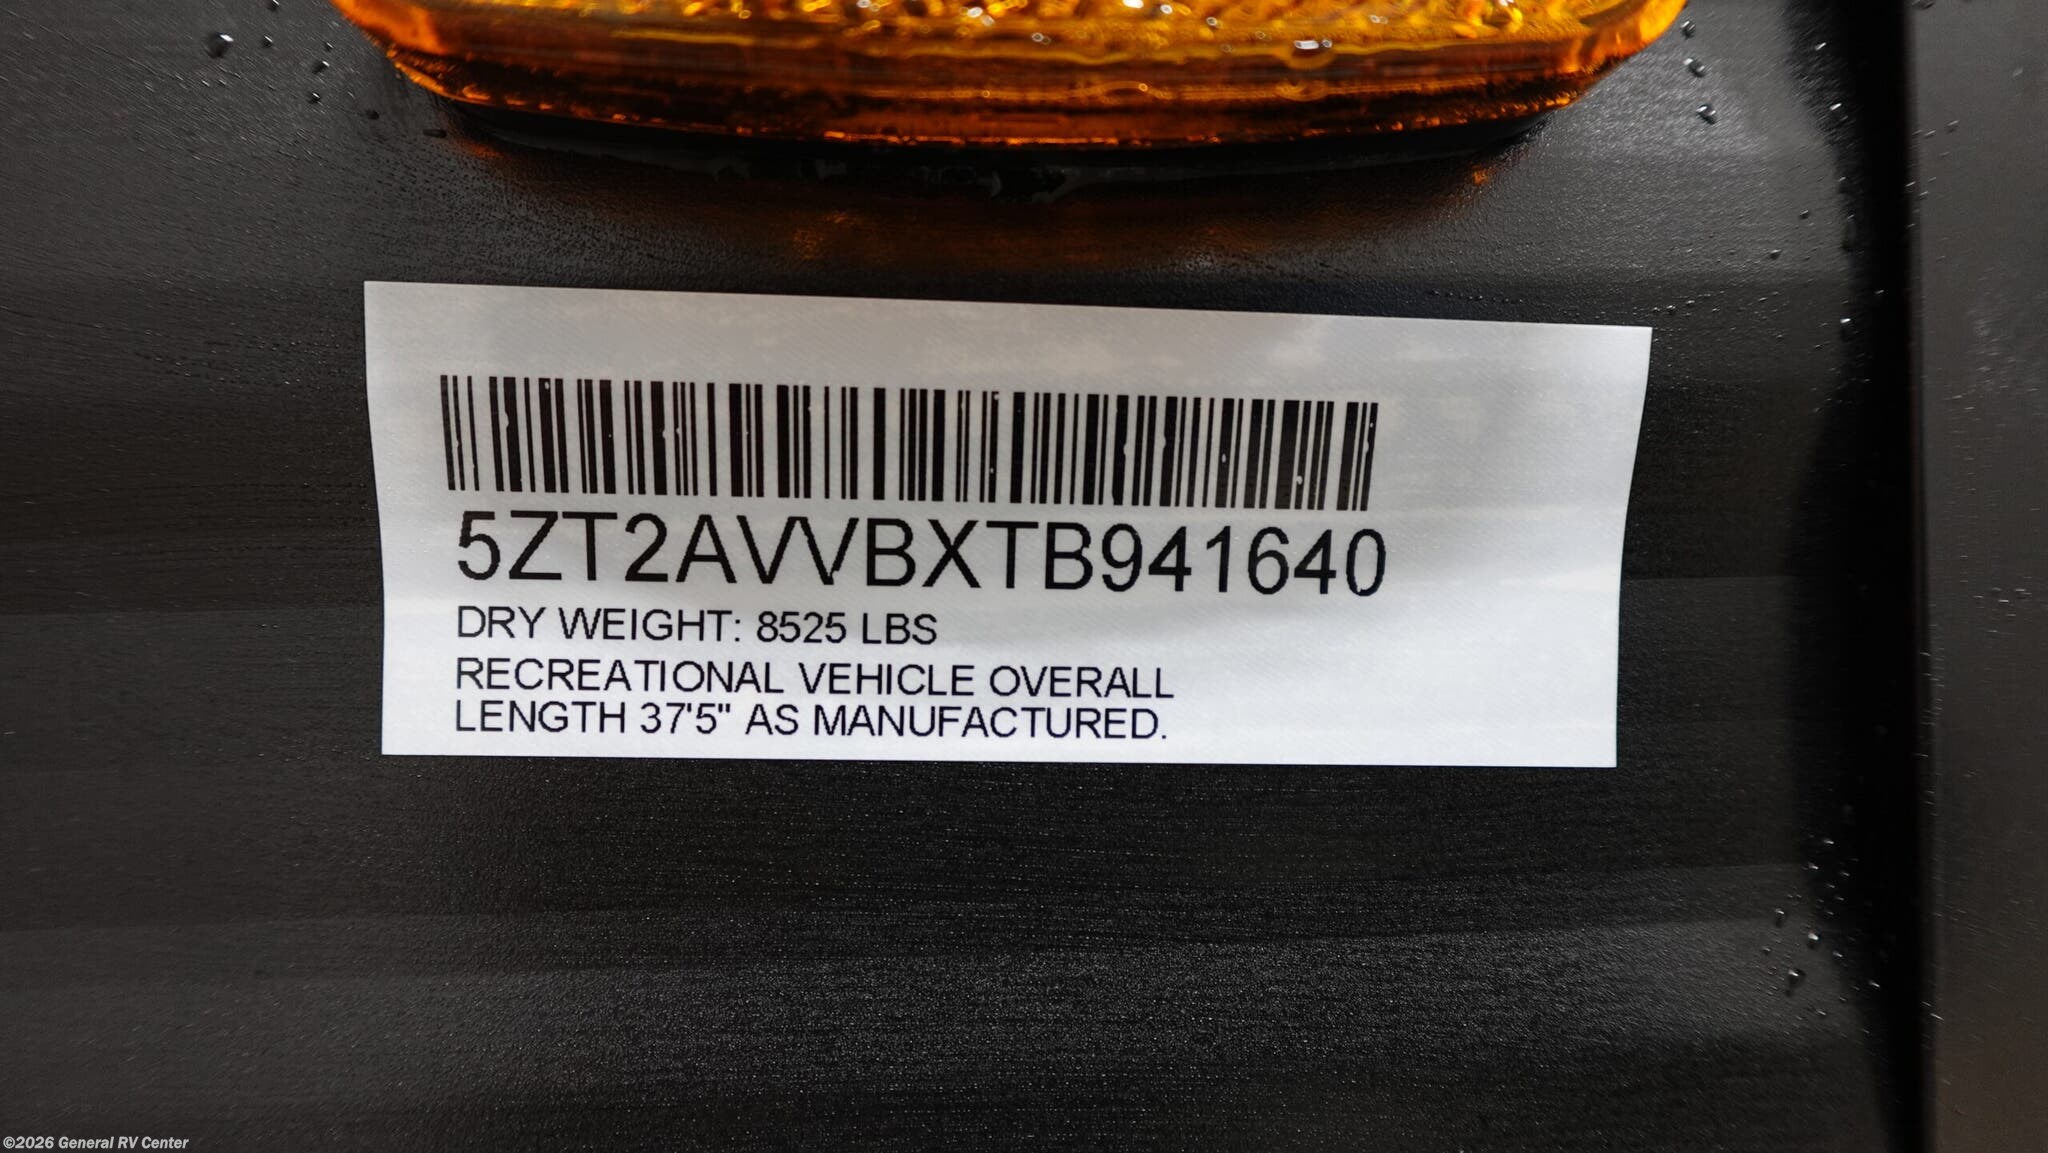 5ZT2AVVBXTB941640
DRY WEIGHT: 8525 LBS
RECREATIONAL VEHICLE OVERALL
LENGTH 37'5" AS MANUFACTURED.
©2026 General RV Center